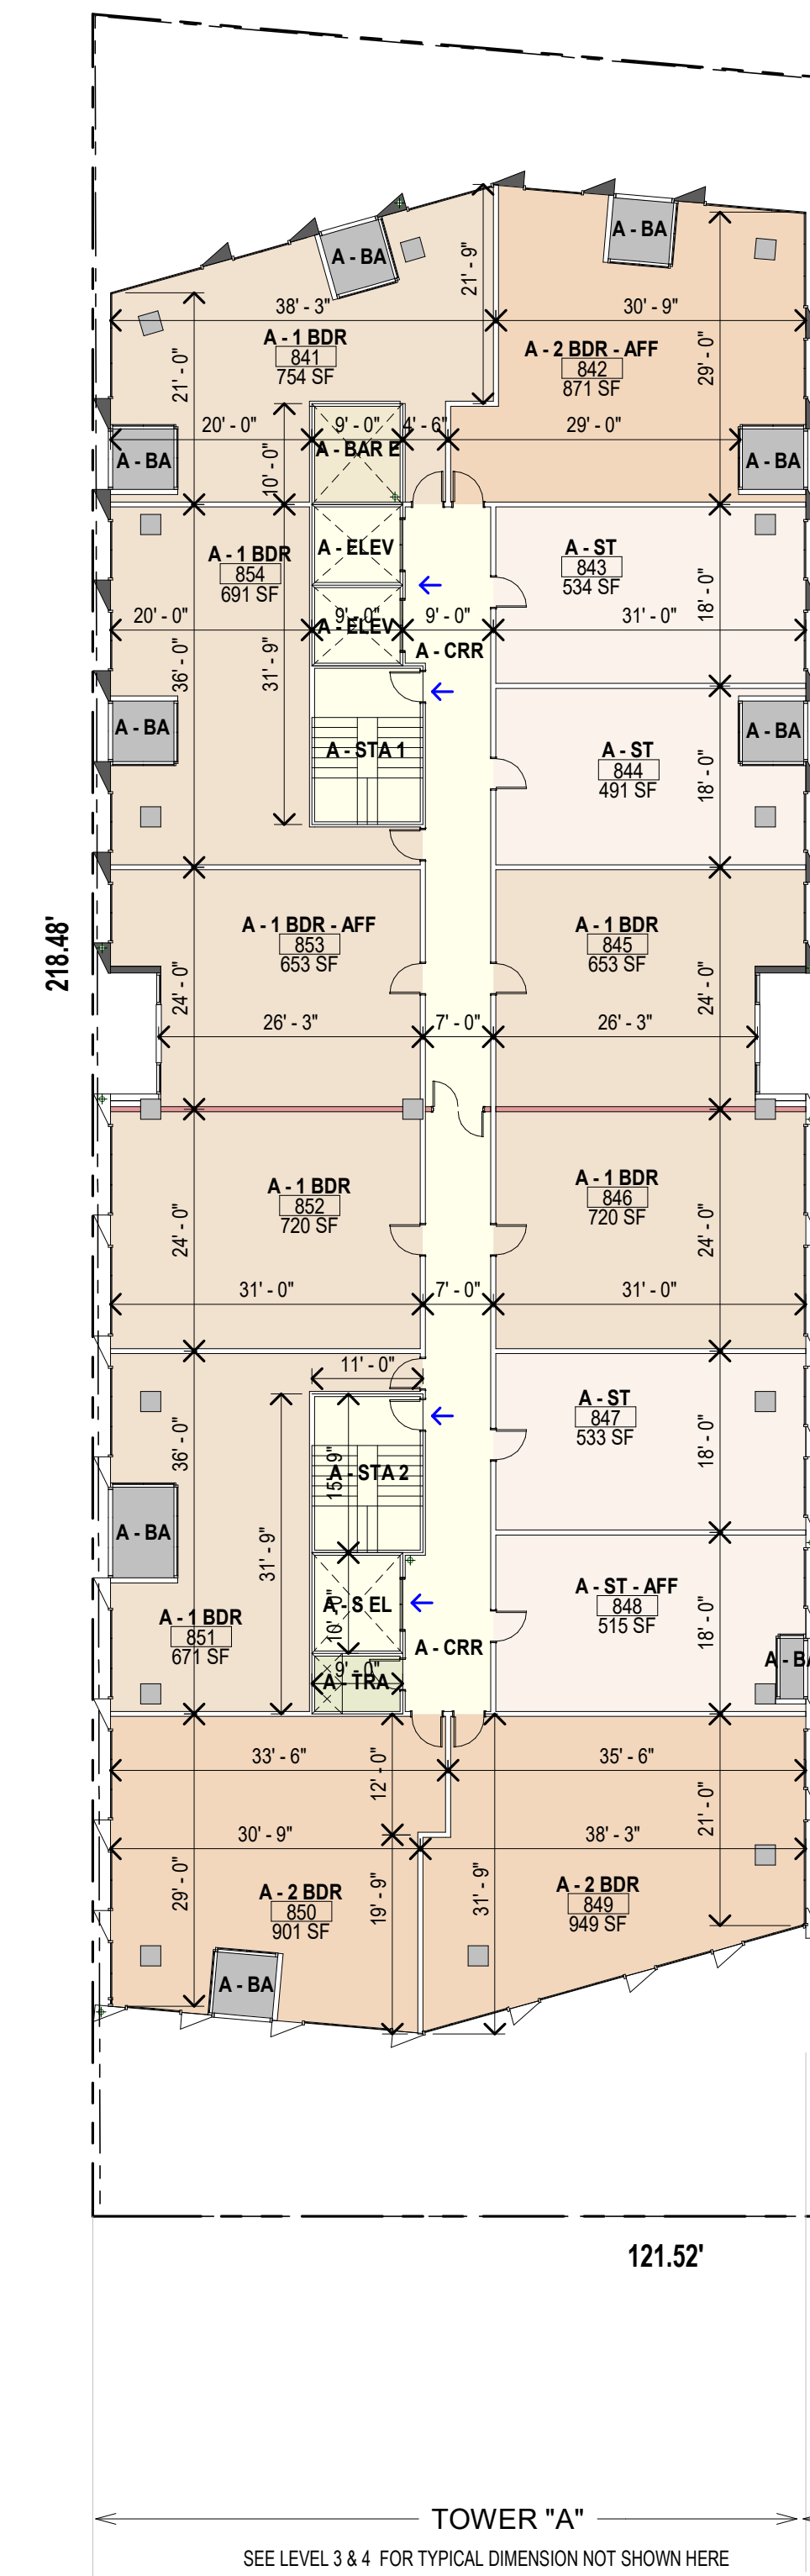 A - BA
A - BA
21' - 9"
38' - 3"
30' - 9"
A - 1 BDR
841
754 SF
A - 2 BDR - AFF
842
871 SF
21' - 0"
29' - 0"
20' - 0"
9' - 0"
4' - 6"
29' - 0"
A - BAR E
A - BA
A - BA
10' - 0"
A - 1 BDR
854
691 SF
A - ELEV
A - ST
843
534 SF
18' - 0"
20' - 0"
9' - 0"
9' - 0"
31' - 0"
A - ELEV
A - CRR
36' - 0"
31' - 9"
A - BA
A - STA 1
A - ST
844
491 SF
18' - 0"
A - BA
218.48'
A - 1 BDR - AFF
853
653 SF
A - 1 BDR
845
653 SF
24' - 0"
24' - 0"
26' - 3"
7' - 0"
26' - 3"
A - 1 BDR
852
720 SF
A - 1 BDR
846
720 SF
24' - 0"
24' - 0"
31' - 0"
7' - 0"
31' - 0"
11' - 0"
A - ST
847
533 SF
36' - 0"
18' - 0"
15' - 9"
A - STA 2
A - BA
31' - 9"
A - S EL
10' - 0"
A - ST - AFF
848
515 SF
18' - 0"
A - 1 BDR
851
671 SF
A - CRR
A - BA
9' - 0"
A - TRA
33' - 6"
12' - 0"
35' - 6"
21' - 0"
30' - 9"
38' - 3"
A - 2 BDR
850
901 SF
A - 2 BDR
849
949 SF
29' - 0"
19' - 9"
31' - 9"
A - BA
121.52'
TOWER "A"
SEE LEVEL 3 & 4 FOR TYPICAL DIMENSION NOT SHOWN HERE